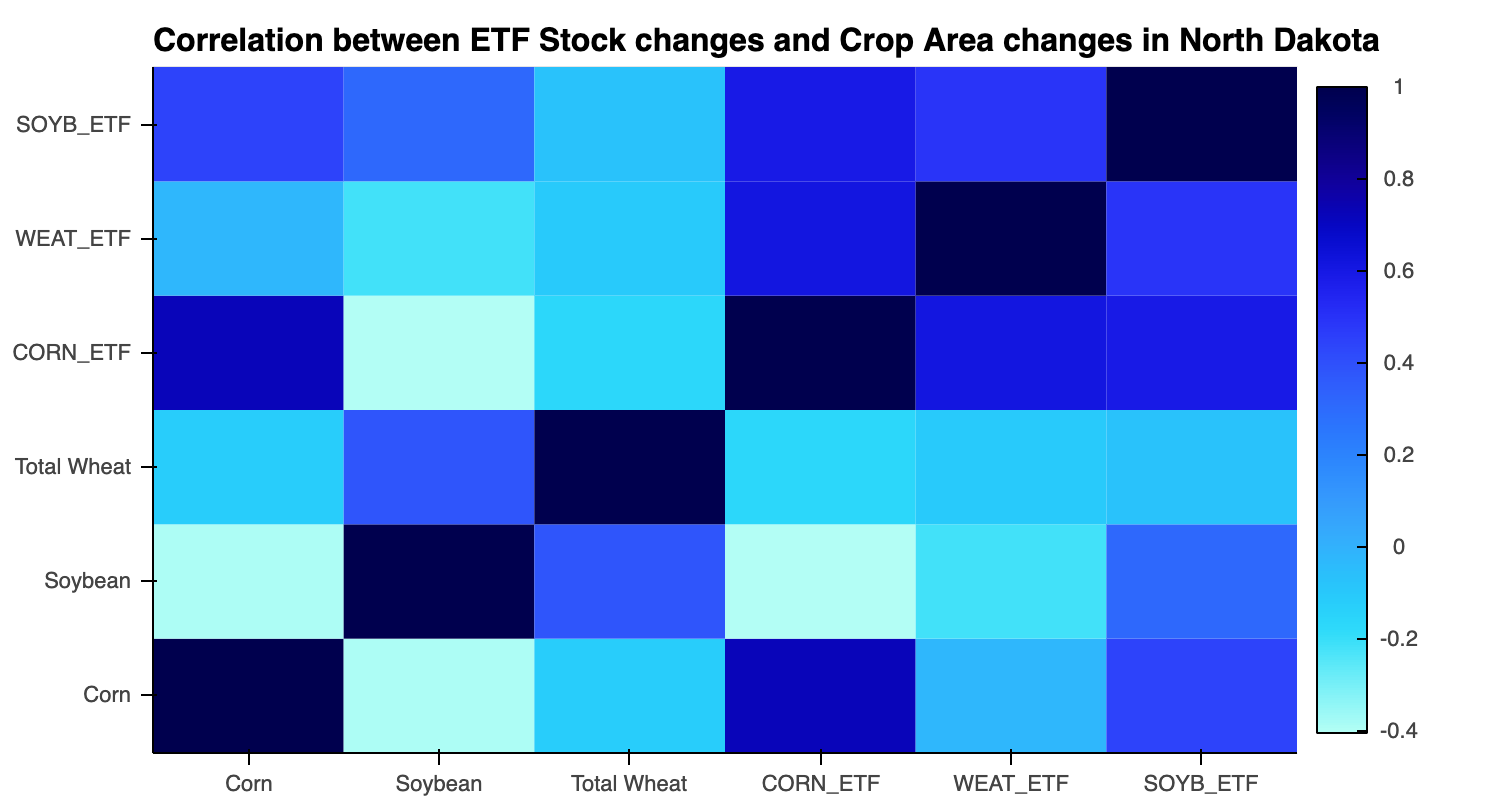 Correlation between ETF Stock changes and Crop Area changes in North Dakota
SOYB_ETF
WEAT_ETF
CORN_ETF
Total Wheat
Soybean
Corn
Corn Soybean Total Wheat CORN_ETF WEAT_ETF SOYB_ETF
1
0.8
0.6
0.4
0.2
0
-0.2
-0.4